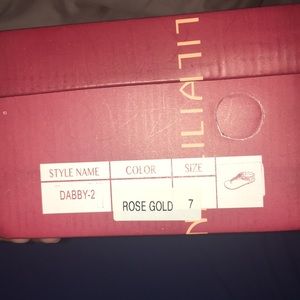 STYLE NAME COLOR SIZE
DABBY-2 ROSE GOLD 7